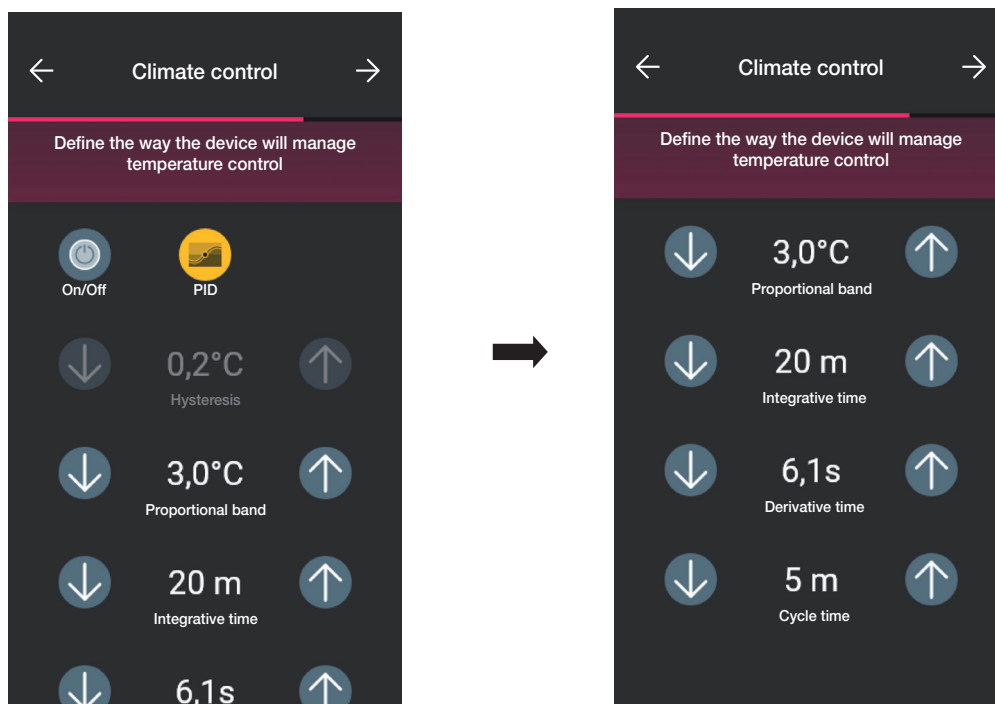 Climate control
Define the way the device will manage
temperature control
On/Off
PID
0,2°C
Hysteresis
3,0°C
Proportional band
20 m
Integrative time
6,1s
Climate control
Define the way the device will manage
temperature control
3,0°C
Proportional band
20 m
Integrative time
6,1s
Derivative time
5 m
Cycle time